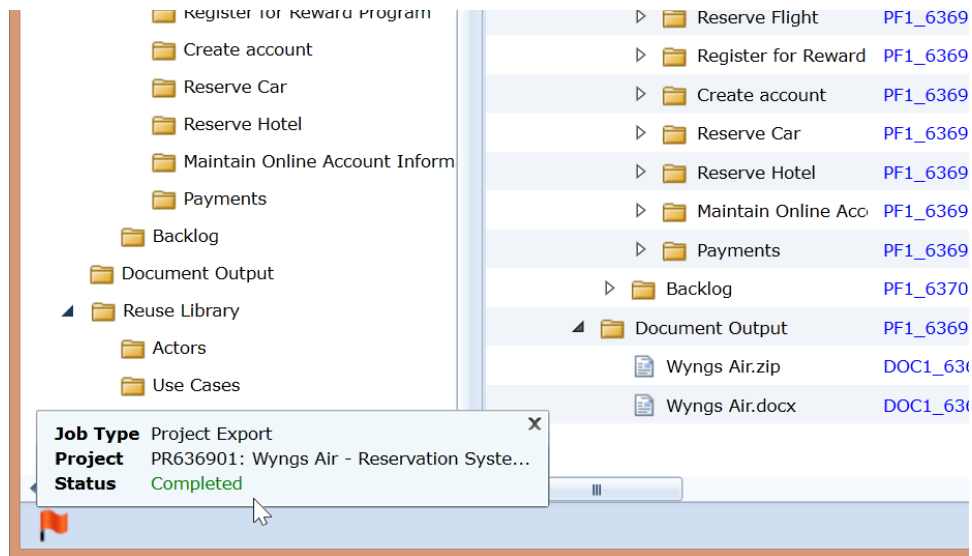 Register for Reward Program
Create account
Reserve Car
Reserve Hotel
Maintain Online Account Inform
Payments
Backlog
Document Output
Reuse Library
Actors
Use Cases
Reserve Flight PF1_6369
Register for Reward PF1_6369
Create account PF1_6369
Reserve Car PF1_6369
Reserve Hotel PF1_6369
Maintain Online Acc PF1_6369
Payments PF1_6369
Backlog PF1_6370
Document Output PF1_6369
Wyngs Air.zip DOC1_636
Wyngs Air.docx DOC1_636
Job Type Project Export X
Project PR636901: Wyngs Air - Reservation Syste...
Status Completed